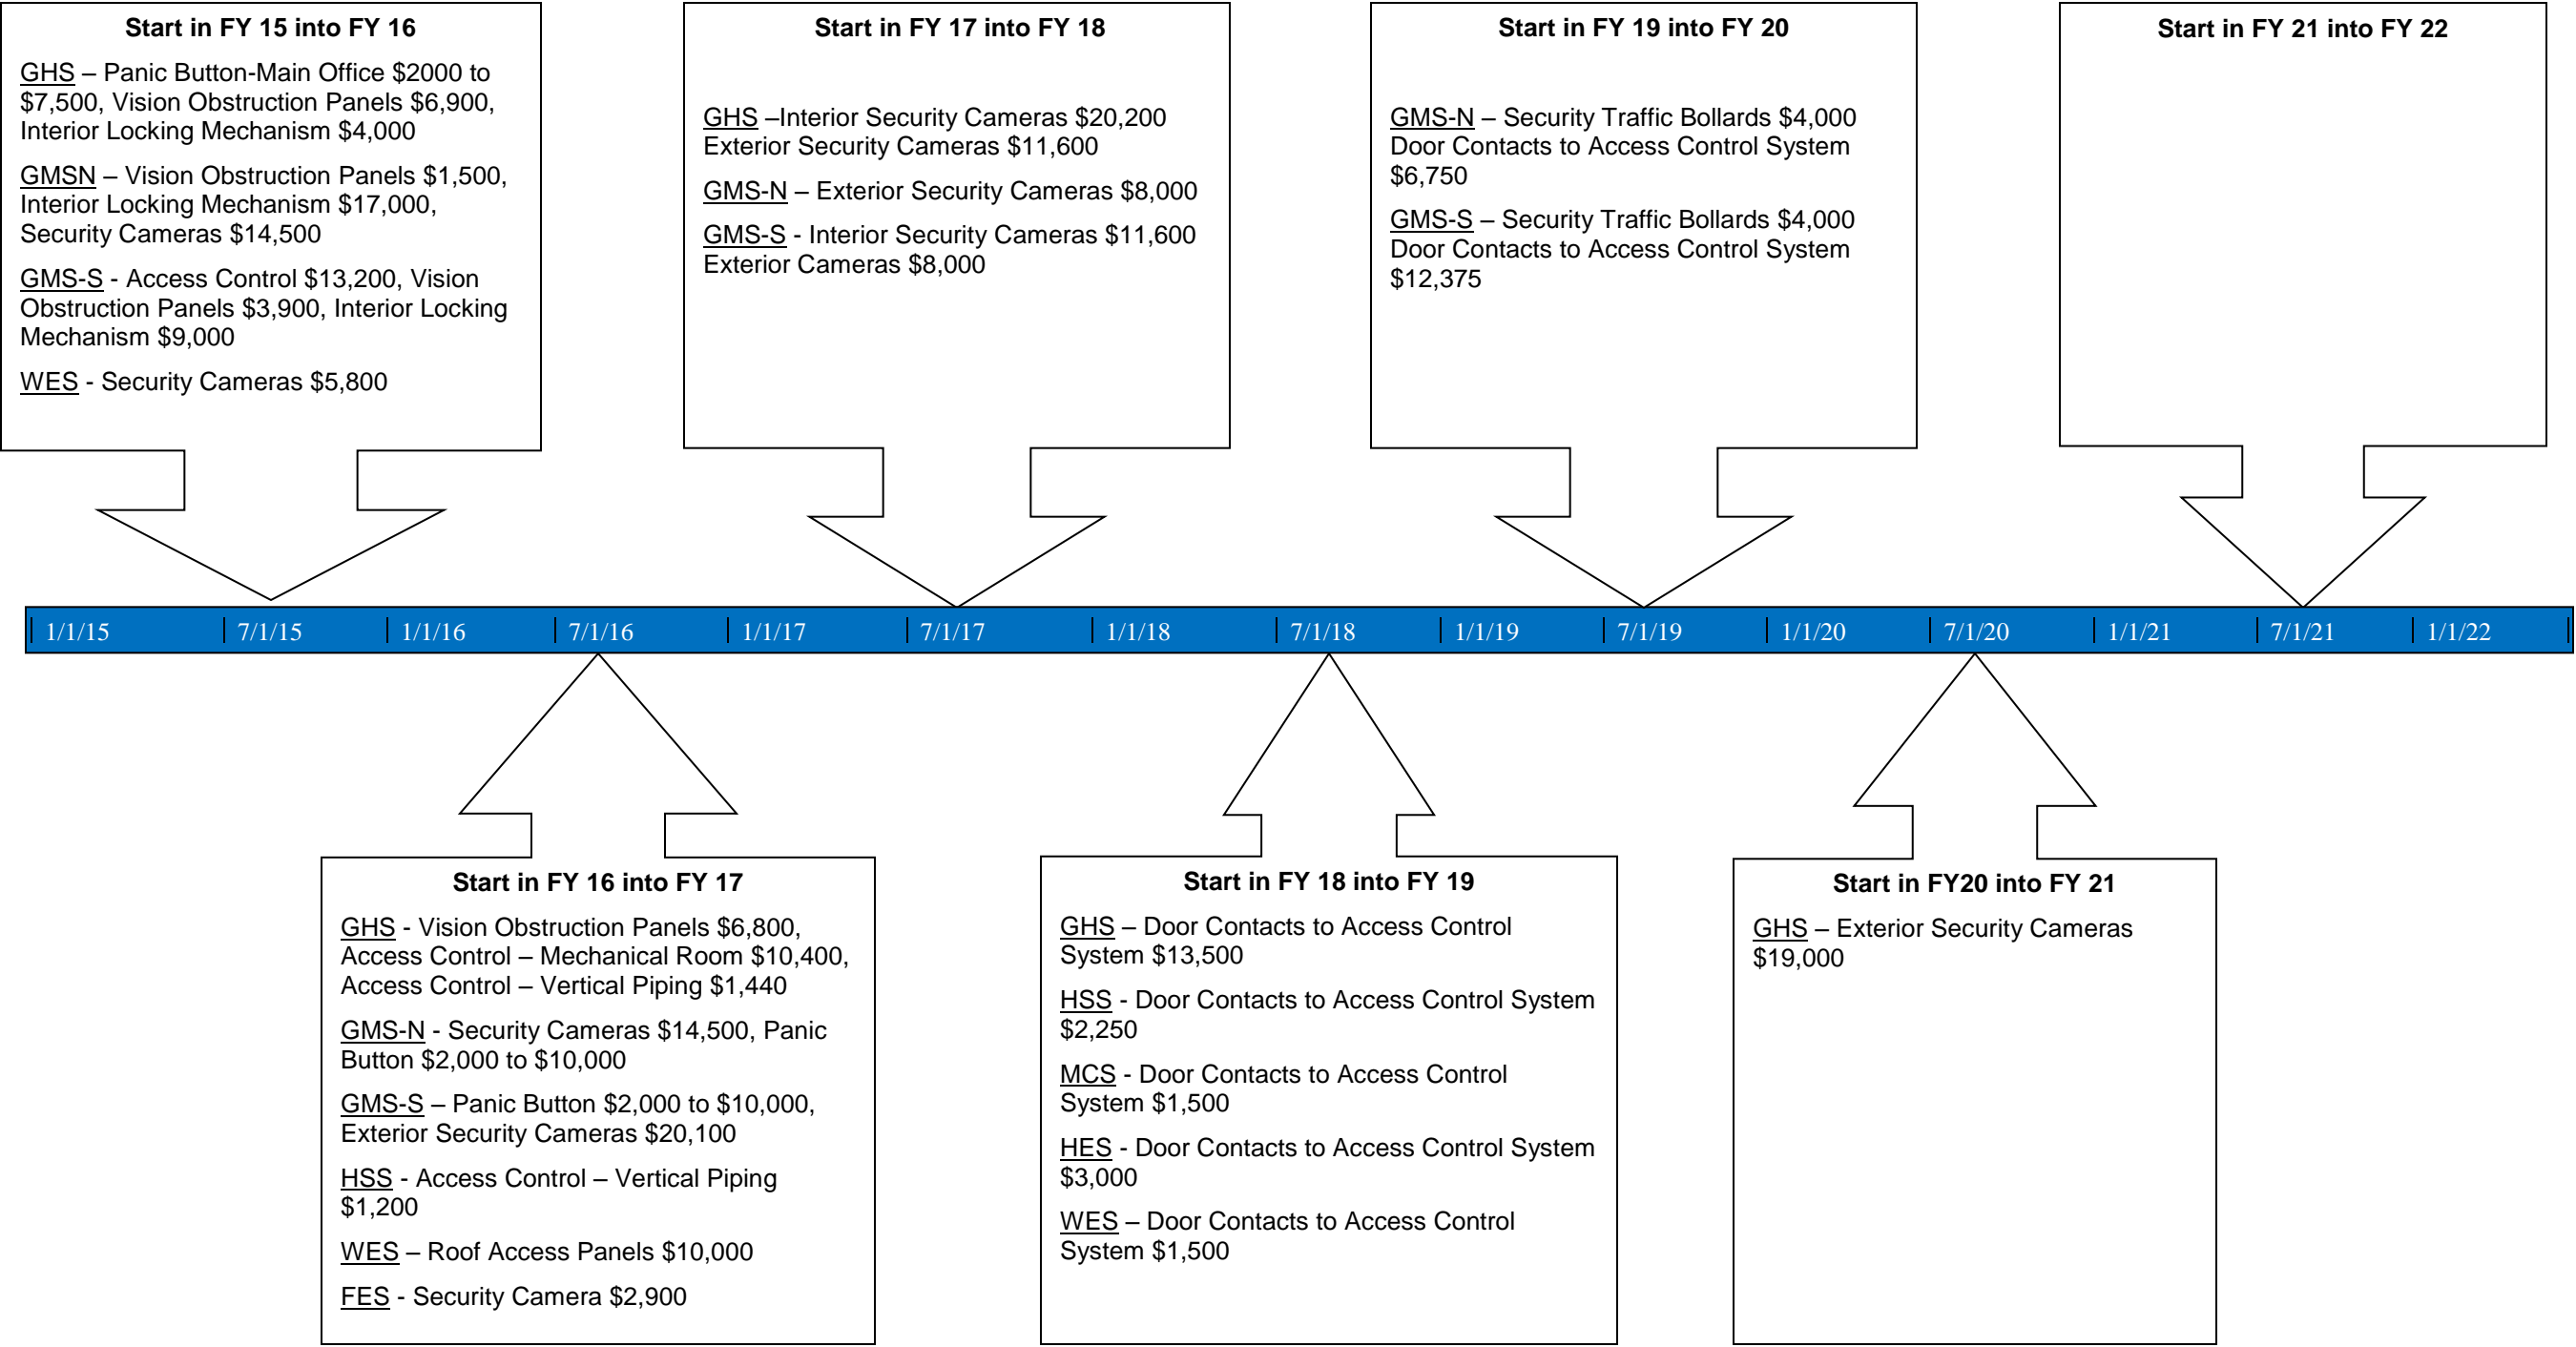 Start in FY 15 into FY 16
GHS – Panic Button-Main Office $2000 to
$7,500, Vision Obstruction Panels $6,900,
Interior Locking Mechanism $4,000
GMSN – Vision Obstruction Panels $1,500,
Interior Locking Mechanism $17,000,
Security Cameras $14,500
GMS-S - Access Control $13,200, Vision
Obstruction Panels $3,900, Interior Locking
Mechanism $9,000
WES - Security Cameras $5,800
Start in FY 17 into FY 18
GHS –Interior Security Cameras $20,200
Exterior Security Cameras $11,600
GMS-N – Exterior Security Cameras $8,000
GMS-S - Interior Security Cameras $11,600
Exterior Cameras $8,000
Start in FY 19 into FY 20
GMS-N – Security Traffic Bollards $4,000
Door Contacts to Access Control System
$6,750
GMS-S – Security Traffic Bollards $4,000
Door Contacts to Access Control System
$12,375
Start in FY 21 into FY 22
1/1/15 7/1/15 1/1/16 7/1/16 1/1/17 7/1/17 1/1/18 7/1/18 1/1/19 7/1/19 1/1/20 7/1/20 1/1/21 7/1/21 1/1/22
Start in FY 16 into FY 17
GHS - Vision Obstruction Panels $6,800,
Access Control – Mechanical Room $10,400,
Access Control – Vertical Piping $1,440
GMS-N - Security Cameras $14,500, Panic
Button $2,000 to $10,000
GMS-S – Panic Button $2,000 to $10,000,
Exterior Security Cameras $20,100
HSS - Access Control – Vertical Piping
$1,200
WES – Roof Access Panels $10,000
FES - Security Camera $2,900
Start in FY 18 into FY 19
GHS – Door Contacts to Access Control
System $13,500
HSS - Door Contacts to Access Control System
$2,250
MCS - Door Contacts to Access Control
System $1,500
HES - Door Contacts to Access Control System
$3,000
WES – Door Contacts to Access Control
System $1,500
Start in FY20 into FY 21
GHS – Exterior Security Cameras
$19,000